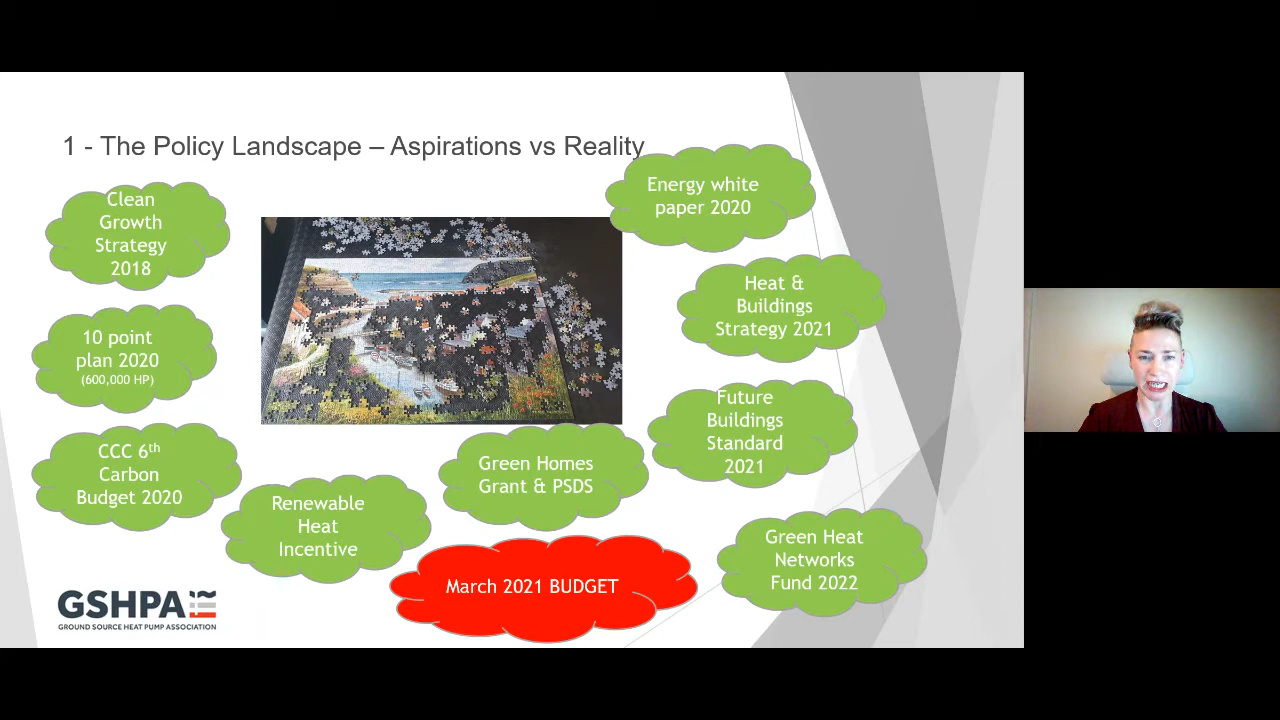 1 - The Policy Landscape – Aspirations vs Reality
Clean
Growth
Strategy
2018
10 point
plan 2020
(600,000 HP)
CCC 6th
Carbon
Budget 2020
Renewable
Heat
Incentive
Green Homes
Grant & PSDS
March 2021 BUDGET
Energy white
paper 2020
Heat &
Buildings
Strategy 2021
Future
Buildings
Standard
2021
Green Heat
Networks
Fund 2022
GSHPA
GROUND SOURCE HEAT PUMP ASSOCIATION